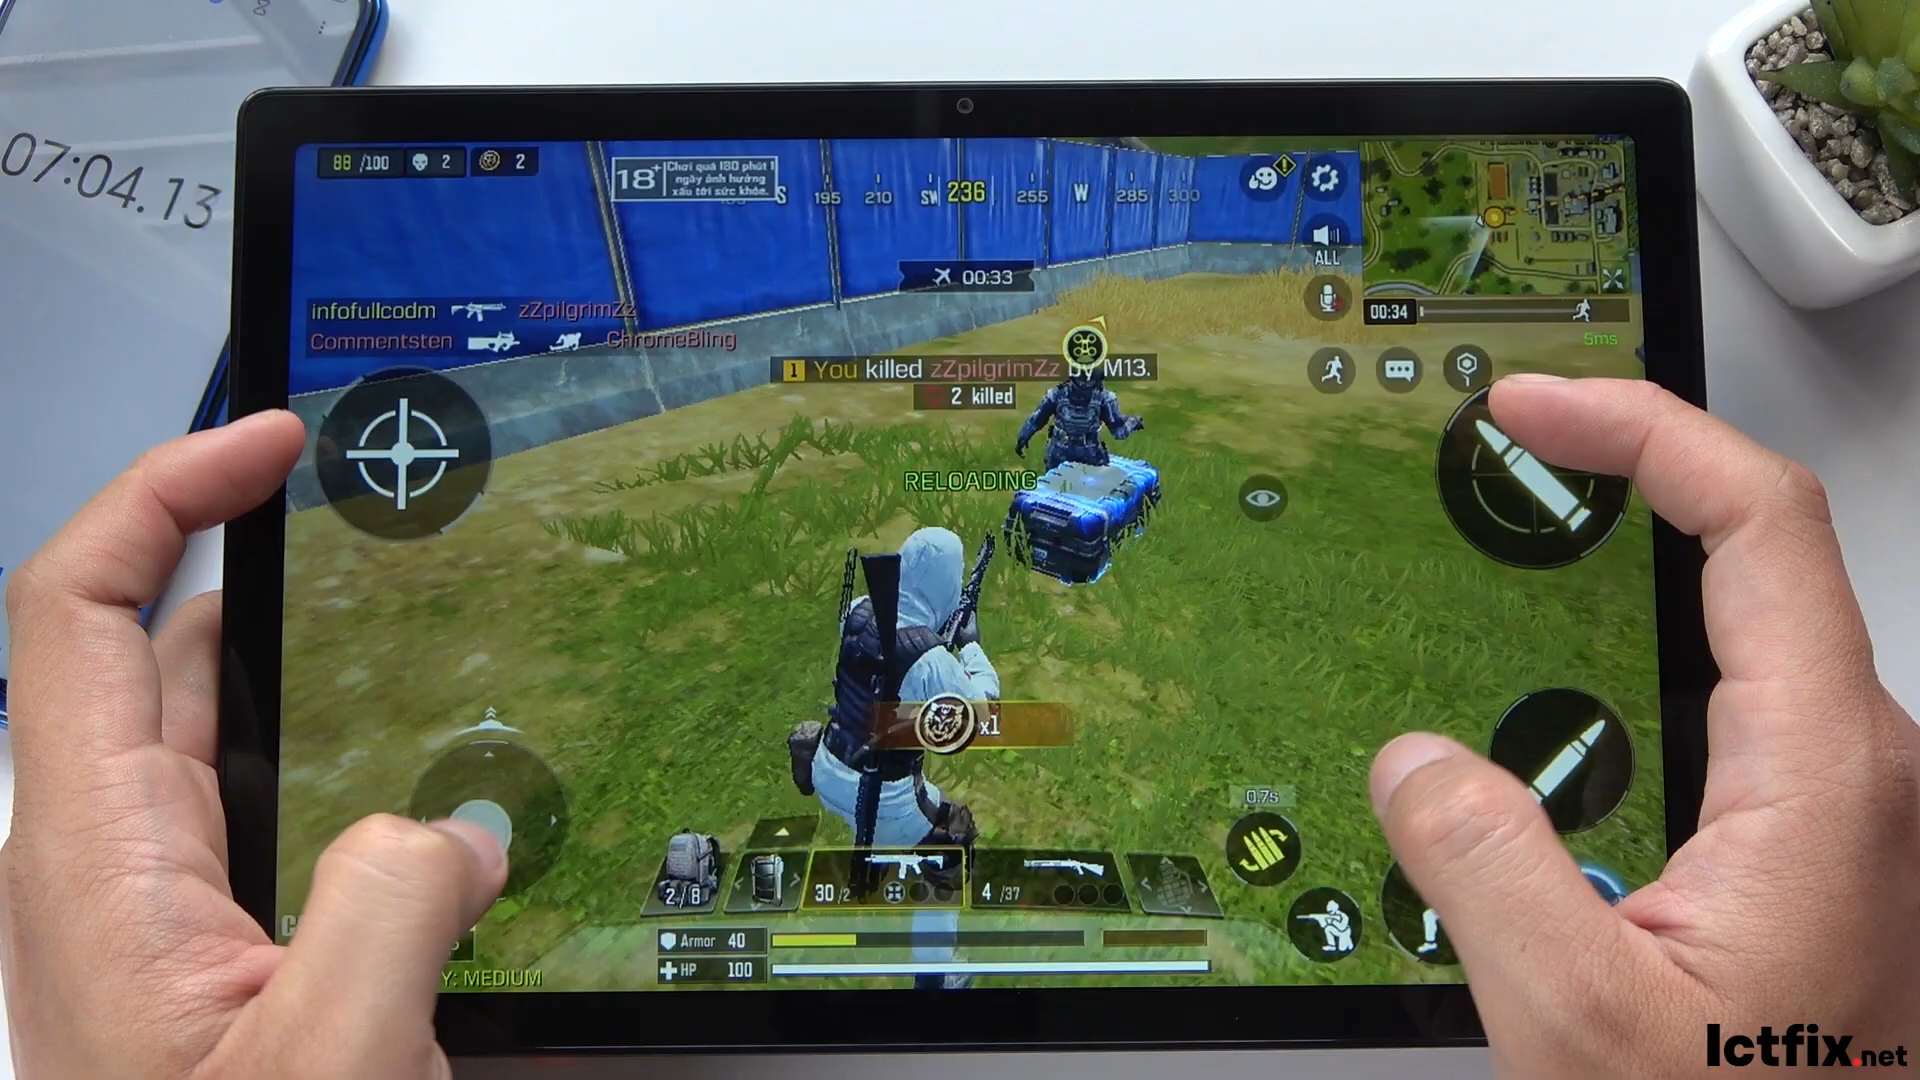 07:04.13
88 /100 2 2
18+ Chơi quá 180 phút 1
ngày ảnh hưởng
xấu tới sức khỏe.
S 195 210 SW 236 255 W 285 300
ALL
00:33
00:34
5ms
infofullcodm zZpilgrimZz
Commentsten ChromeBling
1 You killed zZpilgrimZz by M13.
2 killed
RELOADING
x1
0.7s
2/8
30 /2
4 /37
Armor 40
HP 100
Y: MEDIUM
Ictfix.net